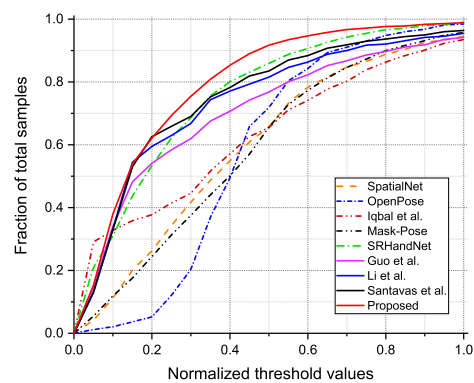 1.0
0.8
0.6
0.4
0.2
0.0
Fraction of total samples
SpatialNet
OpenPose
Iqbal et al.
Mask-Pose
SRHandNet
Guo et al.
Li et al.
Santavas et al.
Proposed
0.0 0.2 0.4 0.6 0.8 1.0
Normalized threshold values